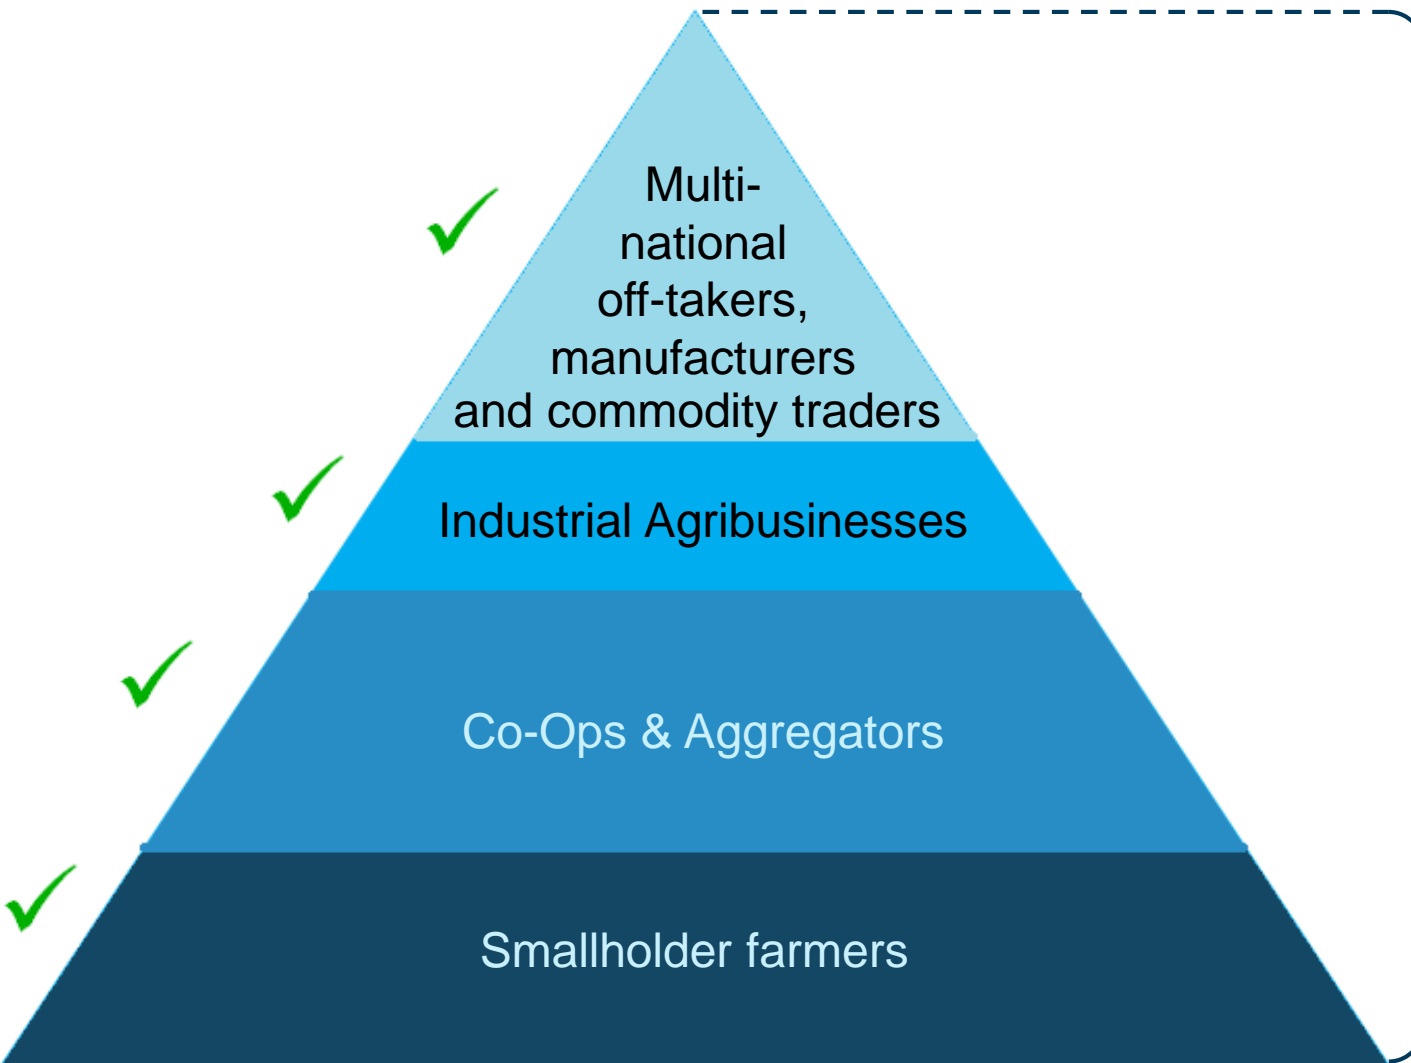 Multi-
national
off-takers,
manufacturers
and commodity traders
Industrial Agribusinesses
Co-Ops & Aggregators
Smallholder farmers